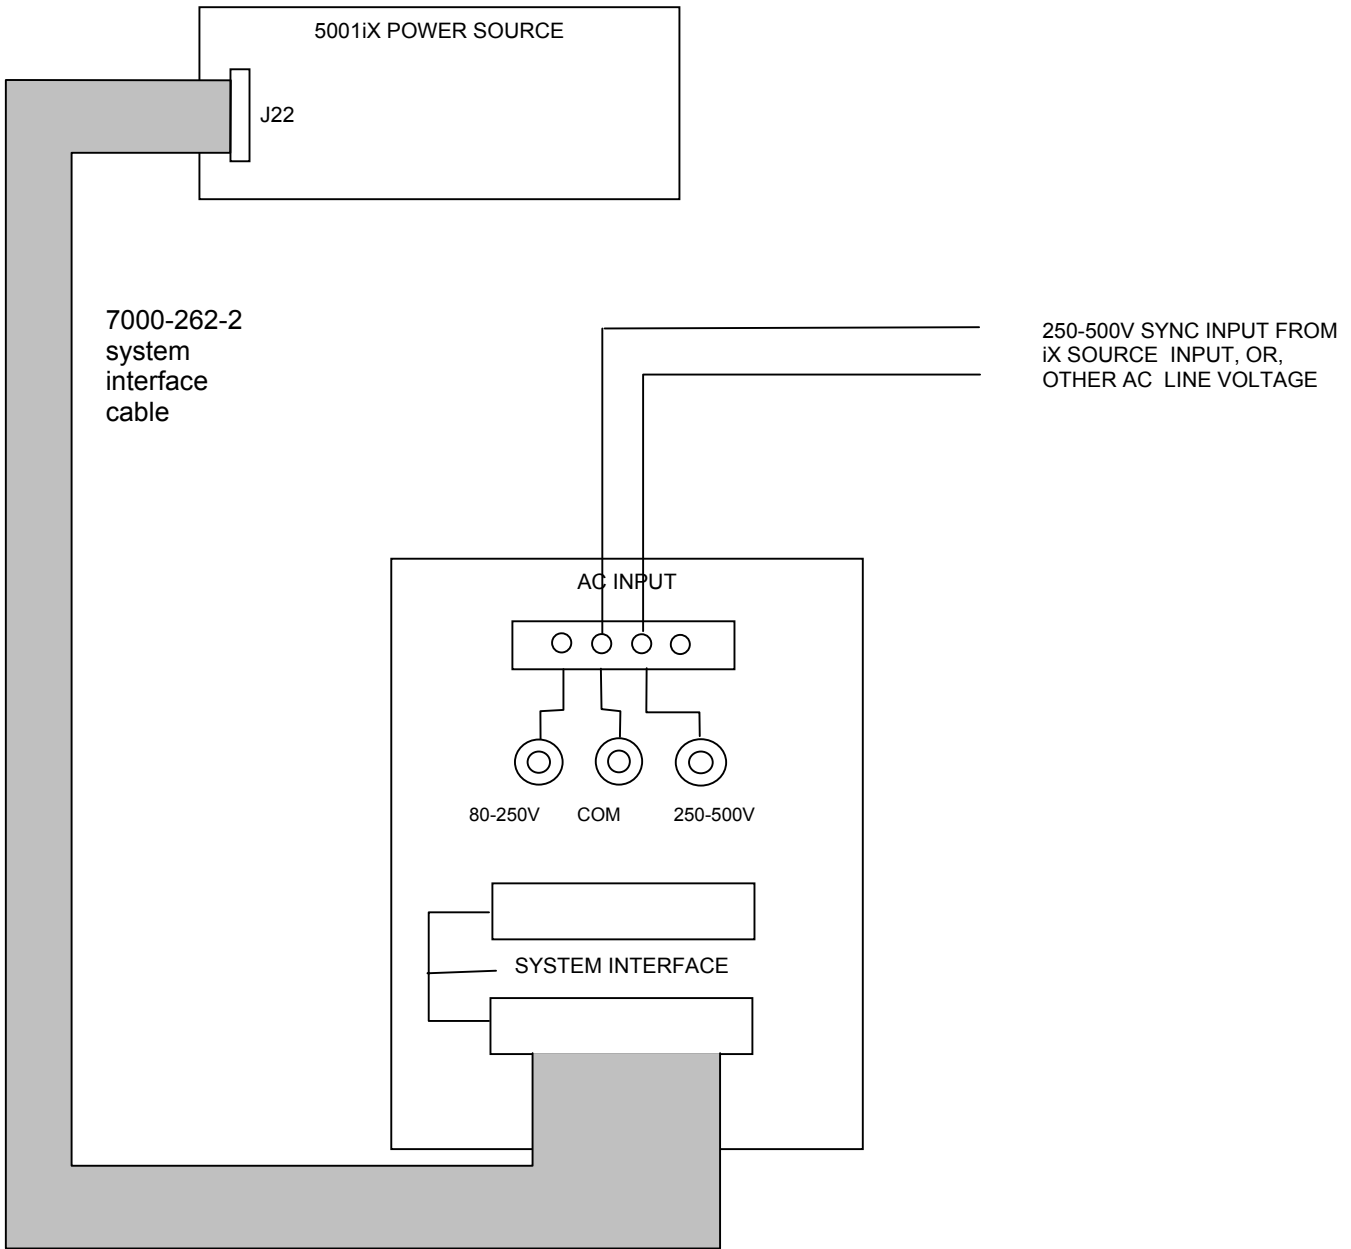 5001iX POWER SOURCE
J22
7000-262-2
system
interface
cable
250-500V SYNC INPUT FROM
iX SOURCE INPUT, OR,
OTHER AC LINE VOLTAGE
AC INPUT
80-250V COM 250-500V
SYSTEM INTERFACE